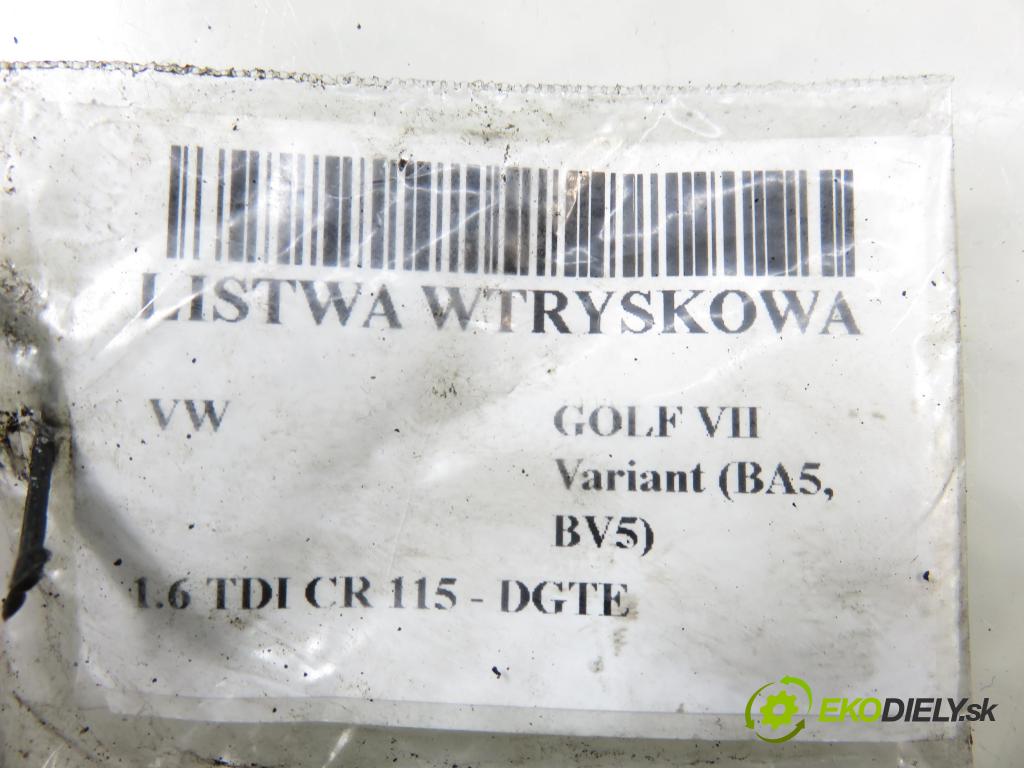 LISTWA WTRYSKOWA
VW
GOLF VII
Variant (BA5,
BV5)
1.6 TDI CR 115 - DGTE
EKODIELY.sk